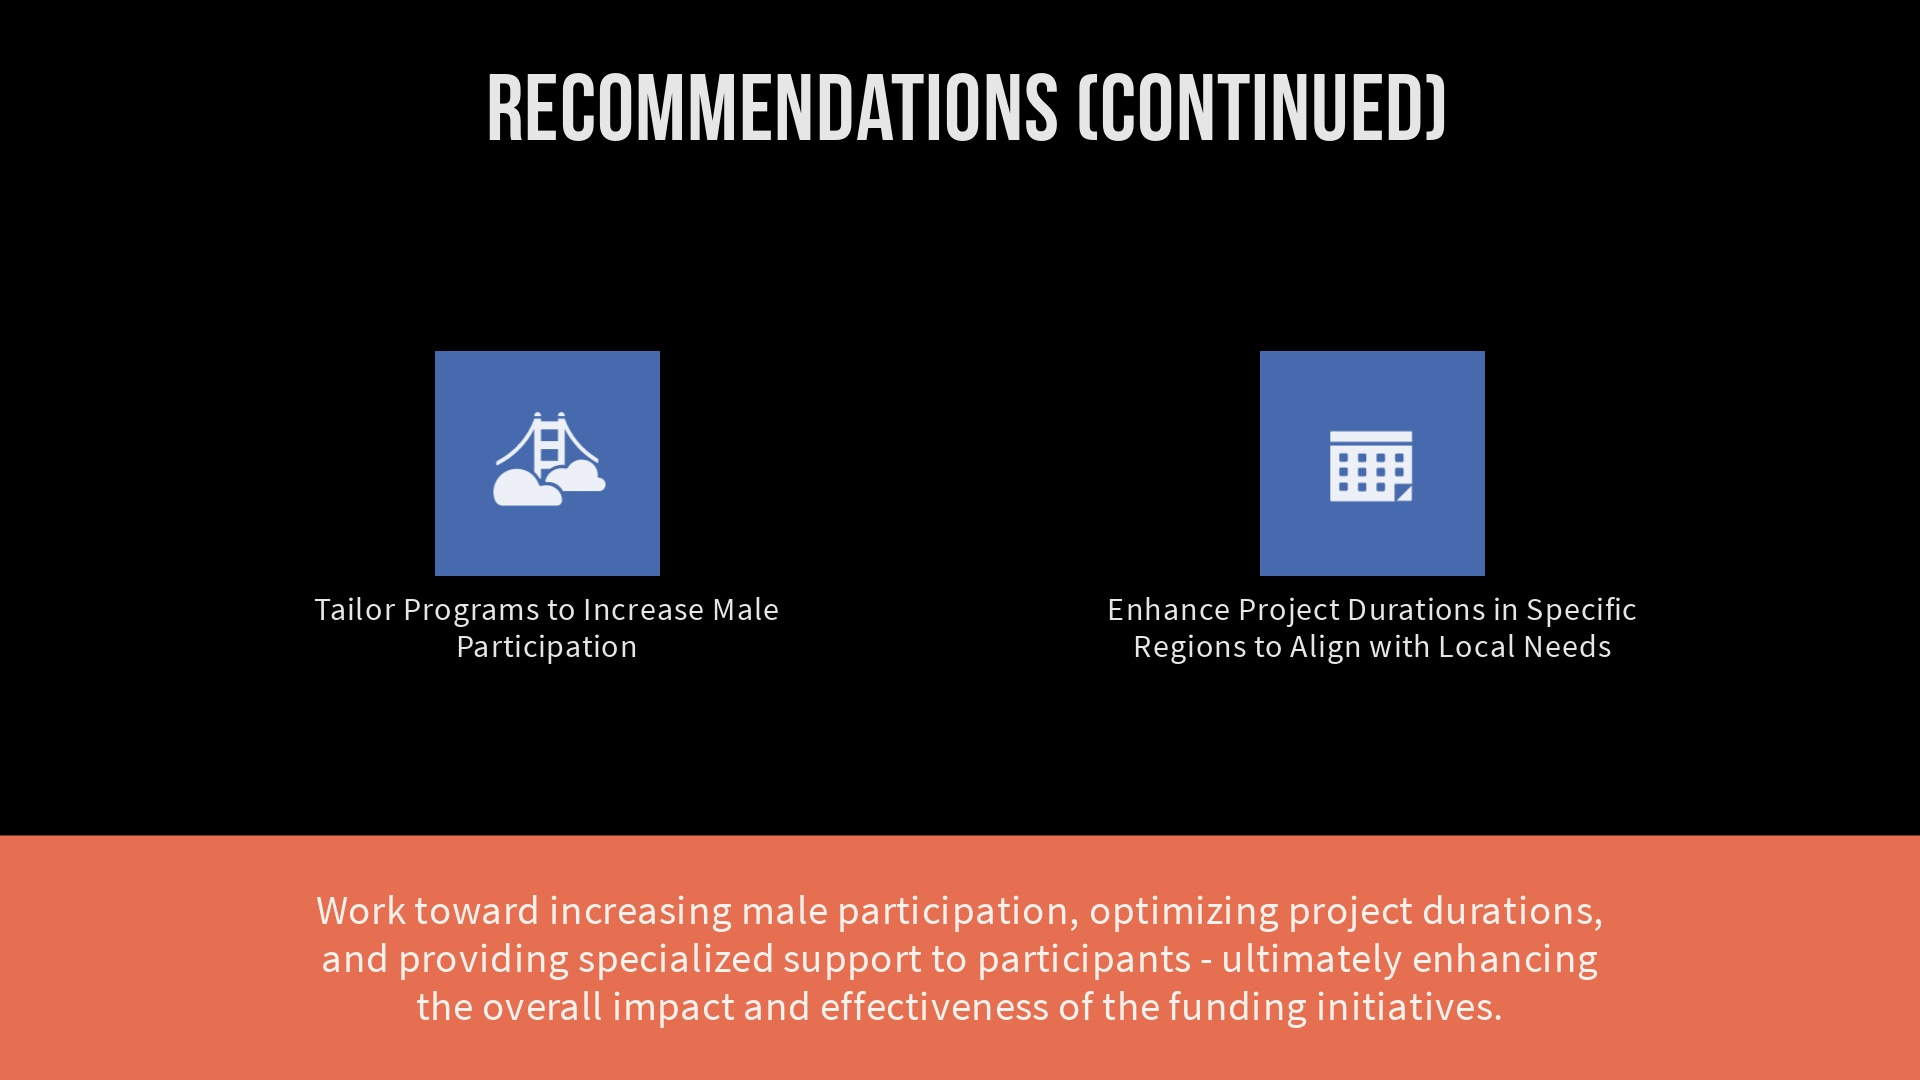 RECOMMENDATIONS (CONTINUED)
Tailor Programs to Increase Male
Participation
Enhance Project Durations in Specific
Regions to Align with Local Needs
Work toward increasing male participation, optimizing project durations,
and providing specialized support to participants - ultimately enhancing
the overall impact and effectiveness of the funding initiatives.